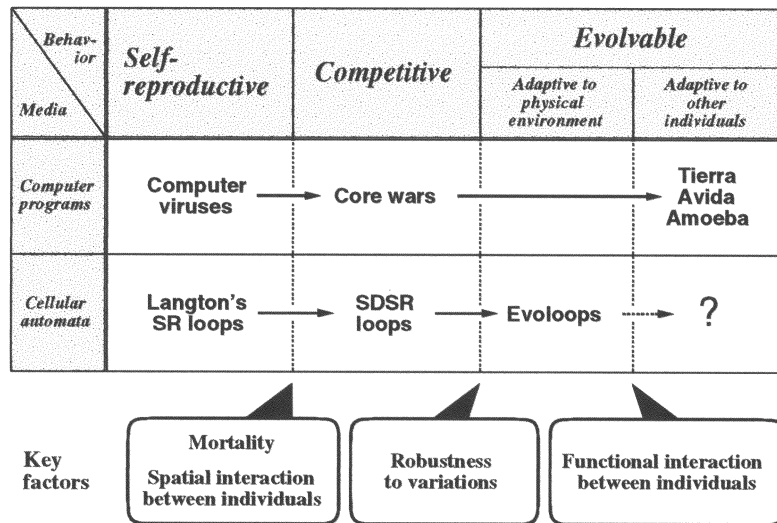 Behav-
ior
Media
Self-
reproductive
Competitive
Evolvable
Adaptive to
physical
environment
Adaptive to
other
individuals
Computer
programs
Computer
viruses
Core wars
Tierra
Avida
Amoeba
Cellular
automata
Langton's
SR loops
SDSR
loops
Evoloops
?
Key
factors
Mortality
Spatial interaction
between individuals
Robustness
to variations
Functional interaction
between individuals